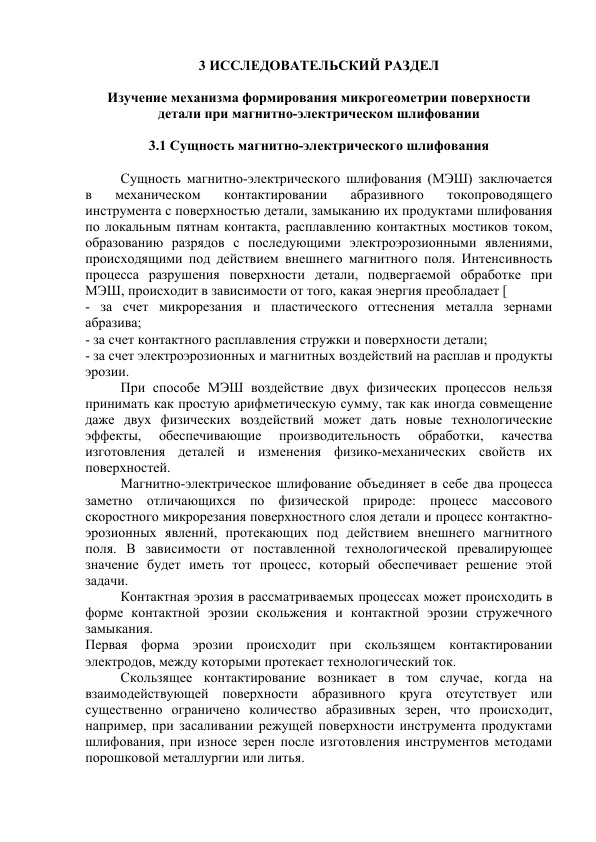 3 ИССЛЕДОВАТЕЛЬСКИЙ РАЗДЕЛ
Изучение механизма формирования микрогеометрии поверхности
детали при магнитно-электрическом шлифовании
3.1 Сущность магнитно-электрического шлифования
Сущность магнитно-электрического шлифования (МЭШ) заключается
в механическом контактировании абразивного токопроводящего
инструмента с поверхностью детали, замыканию их продуктами шлифования
по локальным пятнам контакта, расплавлению контактных мостиков током,
образованию разрядов с последующими электроэрозионными явлениями,
происходящими под действием внешнего магнитного поля. Интенсивность
процесса разрушения поверхности детали, подвергаемой обработке при
МЭШ, происходит в зависимости от того, какая энергия преобладает [
- за счет микрорезания и пластического оттеснения металла зернами
абразива;
- за счет контактного расплавления стружки и поверхности детали;
- за счет электроэрозионных и магнитных воздействий на расплав и продукты
эрозии.
При способе МЭШ воздействие двух физических процессов нельзя
принимать как простую арифметическую сумму, так как иногда совмещение
даже двух физических воздействий может дать новые технологические
эффекты, обеспечивающие производительность обработки, качества
изготовления деталей и изменения физико-механических свойств их
поверхностей.
Магнитно-электрическое шлифование объединяет в себе два процесса
заметно отличающихся по физической природе: процесс массового
скоростного микрорезания поверхностного слоя детали и процесс контактно-
эрозионных явлений, протекающих под действием внешнего магнитного
поля. В зависимости от поставленной технологической превалирующее
значение будет иметь тот процесс, который обеспечивает решение этой
задачи.
Контактная эрозия в рассматриваемых процессах может происходить в
форме контактной эрозии скольжения и контактной эрозии стружечного
замыкания.
Первая форма эрозии происходит при скользящем контактировании
электродов, между которыми протекает технологический ток.
Скользящее контактирование возникает в том случае, когда на
взаимодействующей поверхности абразивного круга отсутствует или
существенно ограничено количество абразивных зерен, что происходит,
например, при засаливании режущей поверхности инструмента продуктами
шлифования, при износе зерен после изготовления инструментов методами
порошковой металлургии или литья.